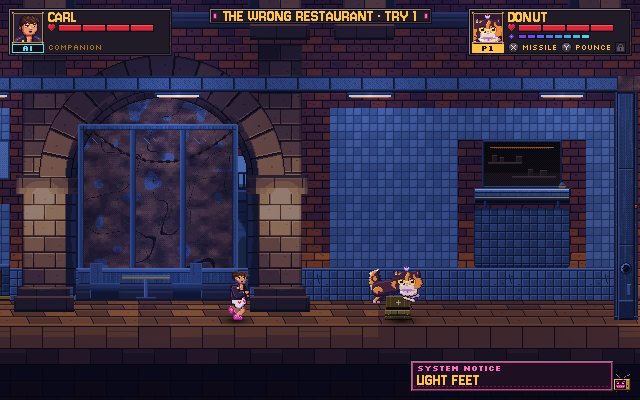 CARL
AI COMPANION
THE WRONG RESTAURANT · TRY 1
DONUT
P1 X MISSILE Y POUNCE
SYSTEM NOTICE
LIGHT FEET